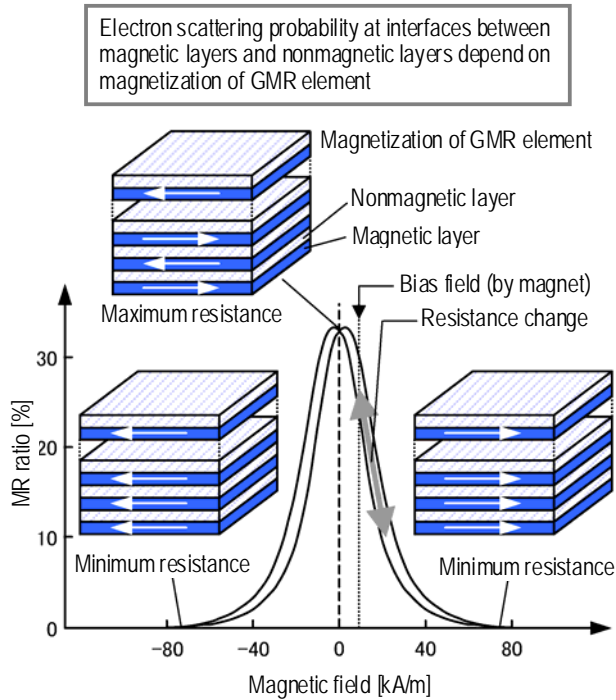 Electron scattering probability at interfaces between
magnetic layers and nonmagnetic layers depend on
magnetization of GMR element
Magnetization of GMR element
Nonmagnetic layer
Magnetic layer
Maximum resistance
Bias field (by magnet)
Resistance change
MR ratio [%]
30
20
10
0
Minimum resistance
Minimum resistance
−80
−40
0
40
80
Magnetic field [kA/m]